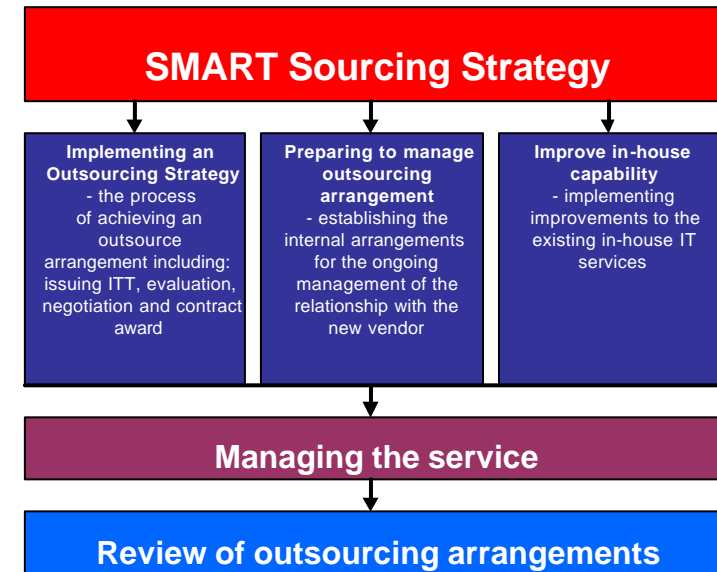 SMART Sourcing Strategy
Implementing an
Outsourcing Strategy
- the process
of achieving an
outsource
arrangement including:
issuing ITT, evaluation,
negotiation and contract
award
Preparing to manage
outsourcing
arrangement
- establishing the
internal arrangements
for the ongoing
management of the
relationship with the
new vendor
Improve in-house
capability
- implementing
improvements to the
existing in-house IT
services
Managing the service
Review of outsourcing arrangements